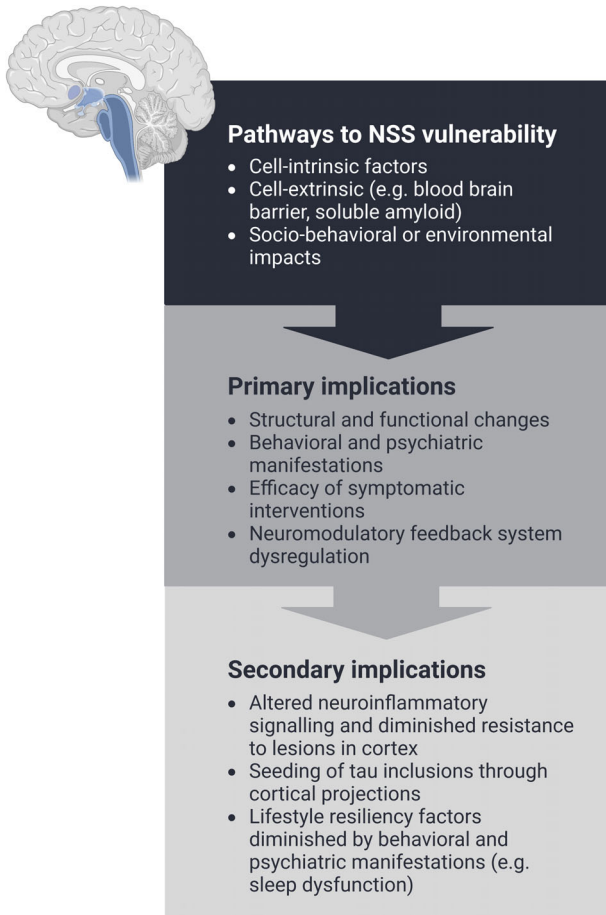 Pathways to NSS vulnerability
• Cell-intrinsic factors
• Cell-extrinsic (e.g. blood brain
barrier, soluble amyloid)
• Socio-behavioral or environmental
impacts
Primary implications
• Structural and functional changes
• Behavioral and psychiatric
manifestations
• Efficacy of symptomatic
interventions
• Neuromodulatory feedback system
dysregulation
Secondary implications
• Altered neuroinflammatory
signalling and diminished resistance
to lesions in cortex
• Seeding of tau inclusions through
cortical projections
• Lifestyle resiliency factors
diminished by behavioral and
psychiatric manifestations (e.g.
sleep dysfunction)